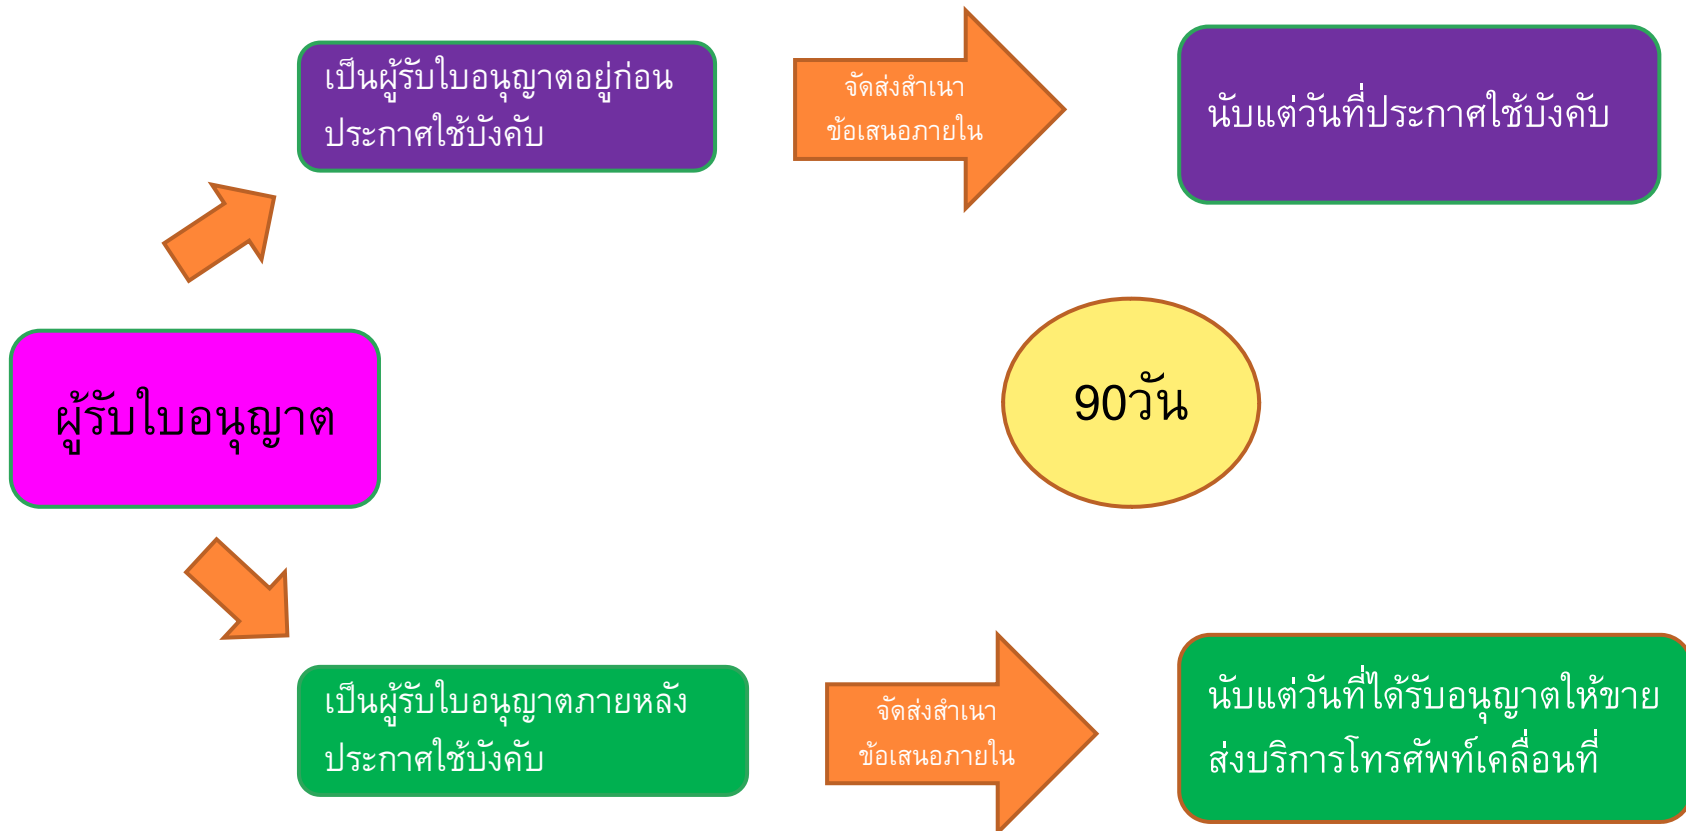 เป็นผู้รับใบอนุญาตอยู่ก่อน
ประกาศใช้บังคับ
จัดส่งสำเนา
ข้อเสนอภายใน
นับแต่วันที่ประกาศใช้บังคับ
ผู้รับใบอนุญาต
90วัน
เป็นผู้รับใบอนุญาตภายหลัง
ประกาศใช้บังคับ
จัดส่งสำเนา
ข้อเสนอภายใน
นับแต่วันที่ได้รับอนุญาตให้ขาย
ส่งบริการโทรศัพท์เคลื่อนที่